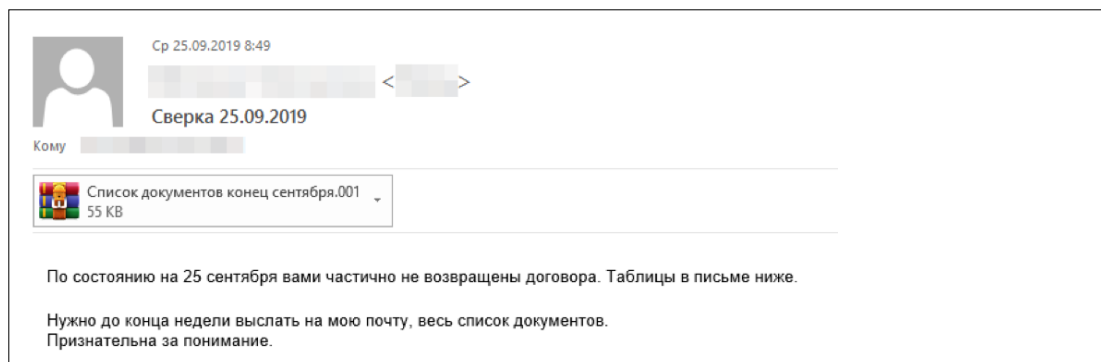 Ср 25.09.2019 8:49
< >
Сверка 25.09.2019
Кому
Список документов конец сентября.001
55 KB
По состоянию на 25 сентября вами частично не возвращены договора. Таблицы в письме ниже.
Нужно до конца недели выслать на мою почту, весь список документов.
Признательна за понимание.